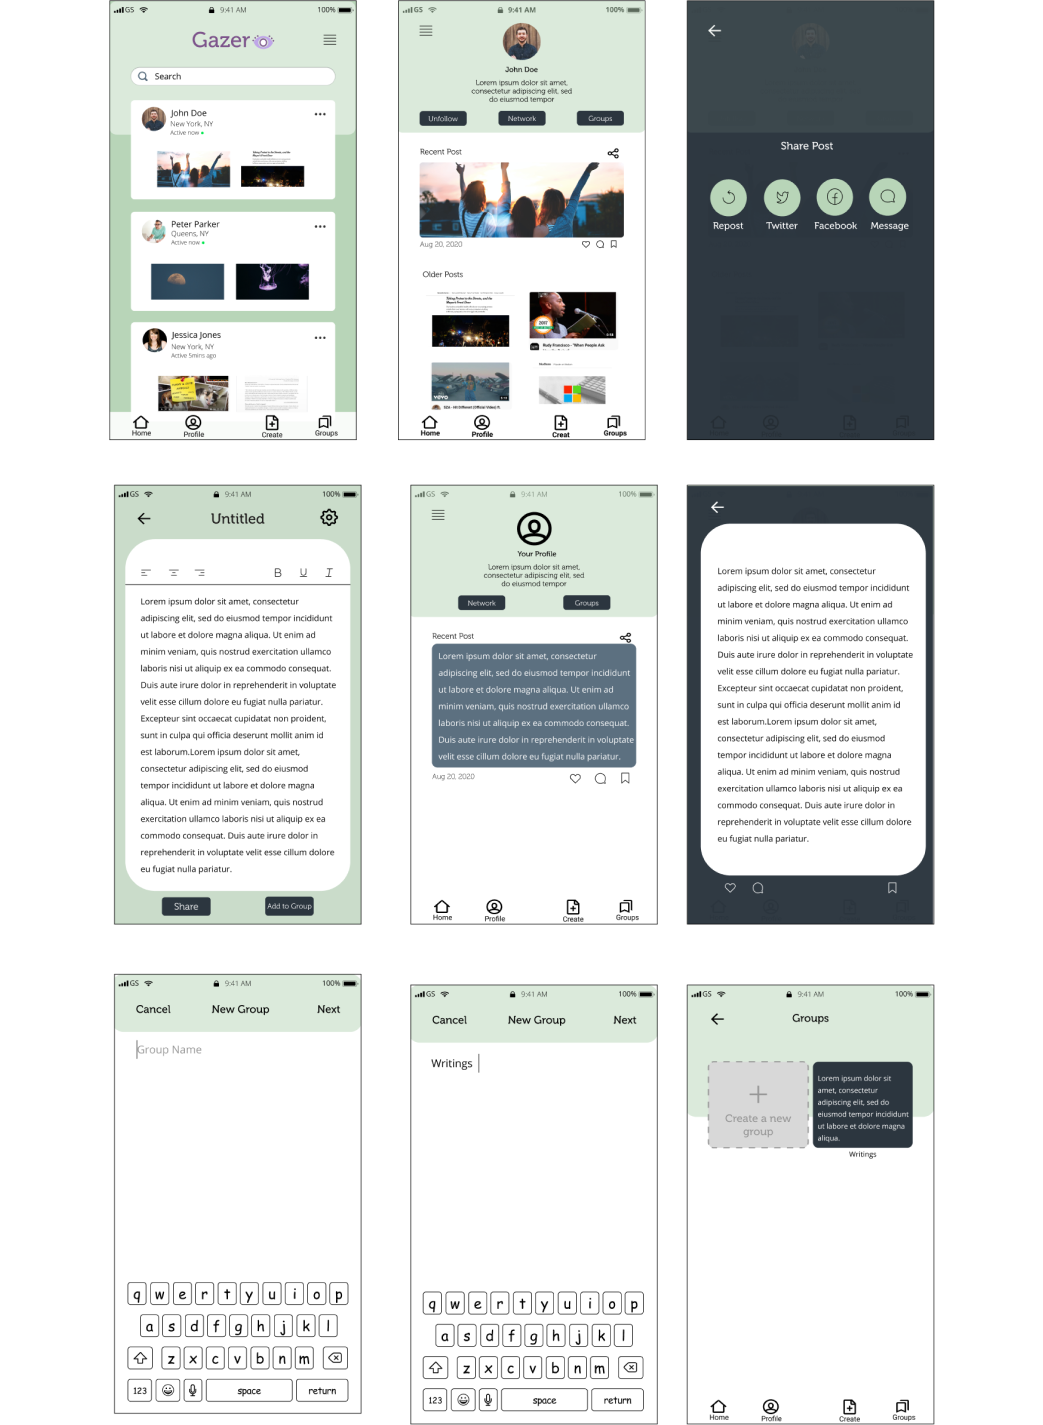 GS 9:41 AM 100%
Gazer
Search
John Doe
New York, NY
Active now
Peter Parker
Queens, NY
Active now
Jessica Jones
New York, NY
Active 5mins ago
Home Profile Create Groups
GS 9:41 AM 100%
John Doe
Lorem ipsum dolor sit amet,
consectetur adipiscing elit, sed
do eiusmod tempor
Unfollow Network Groups
Recent Post
Aug 20, 2020
Older Posts
Home Profile Creat Groups
Share Post
Repost Twitter Facebook Message
GS 9:41 AM 100%
Untitled
B U I
Lorem ipsum dolor sit amet, consectetur
adipiscing elit, sed do eiusmod tempor incididunt
ut labore et dolore magna aliqua. Ut enim ad
minim veniam, quis nostrud exercitation ullamco
laboris nisi ut aliquip ex ea commodo consequat.
Duis aute irure dolor in reprehenderit in voluptate
velit esse cillum dolore eu fugiat nulla pariatur.
Excepteur sint occaecat cupidatat non proident,
sunt in culpa qui officia deserunt mollit anim id
est laborum.Lorem ipsum dolor sit amet,
consectetur adipiscing elit, sed do eiusmod
tempor incididunt ut labore et dolore magna
aliqua. Ut enim ad minim veniam, quis nostrud
exercitation ullamco laboris nisi ut aliquip ex ea
commodo consequat. Duis aute irure dolor in
reprehenderit in voluptate velit esse cillum dolore
eu fugiat nulla pariatur.
Share Add to Group
GS 9:41 AM 100%
Your Profile
Lorem ipsum dolor sit amet,
consectetur adipiscing elit, sed
do eiusmod tempor
Network Groups
Recent Post
Lorem ipsum dolor sit amet, consectetur
adipiscing elit, sed do eiusmod tempor incididunt
ut labore et dolore magna aliqua. Ut enim ad
minim veniam, quis nostrud exercitation ullamco
laboris nisi ut aliquip ex ea commodo consequat.
Duis aute irure dolor in reprehenderit in voluptate
velit esse cillum dolore eu fugiat nulla pariatur.
Aug 20, 2020
Home Profile Create Groups
Lorem ipsum dolor sit amet, consectetur
adipiscing elit, sed do eiusmod tempor incididunt
ut labore et dolore magna aliqua. Ut enim ad
minim veniam, quis nostrud exercitation ullamco
laboris nisi ut aliquip ex ea commodo consequat.
Duis aute irure dolor in reprehenderit in voluptate
velit esse cillum dolore eu fugiat nulla pariatur.
Excepteur sint occaecat cupidatat non proident,
sunt in culpa qui officia deserunt mollit anim id
est laborum.Lorem ipsum dolor sit amet,
consectetur adipiscing elit, sed do eiusmod
tempor incididunt ut labore et dolore magna
aliqua. Ut enim ad minim veniam, quis nostrud
exercitation ullamco laboris nisi ut aliquip ex ea
commodo consequat. Duis aute irure dolor in
reprehenderit in voluptate velit esse cillum dolore
eu fugiat nulla pariatur.
GS 9:41 AM 100%
Cancel New Group Next
Group Name
q w e r t y u i o p
a s d f g h j k l
z x c v b n m
123 space return
GS 9:41 AM 100%
Cancel New Group Next
Writings
q w e r t y u i o p
a s d f g h j k l
z x c v b n m
123 space return
GS 9:41 AM 100%
Groups
Create a new
group
Lorem ipsum dolor sit
amet, consectetur
adipiscing elit, sed do
eiusmod tempor incididunt
ut labore et dolore magna
aliqua.
Writings
Home Profile Create Groups